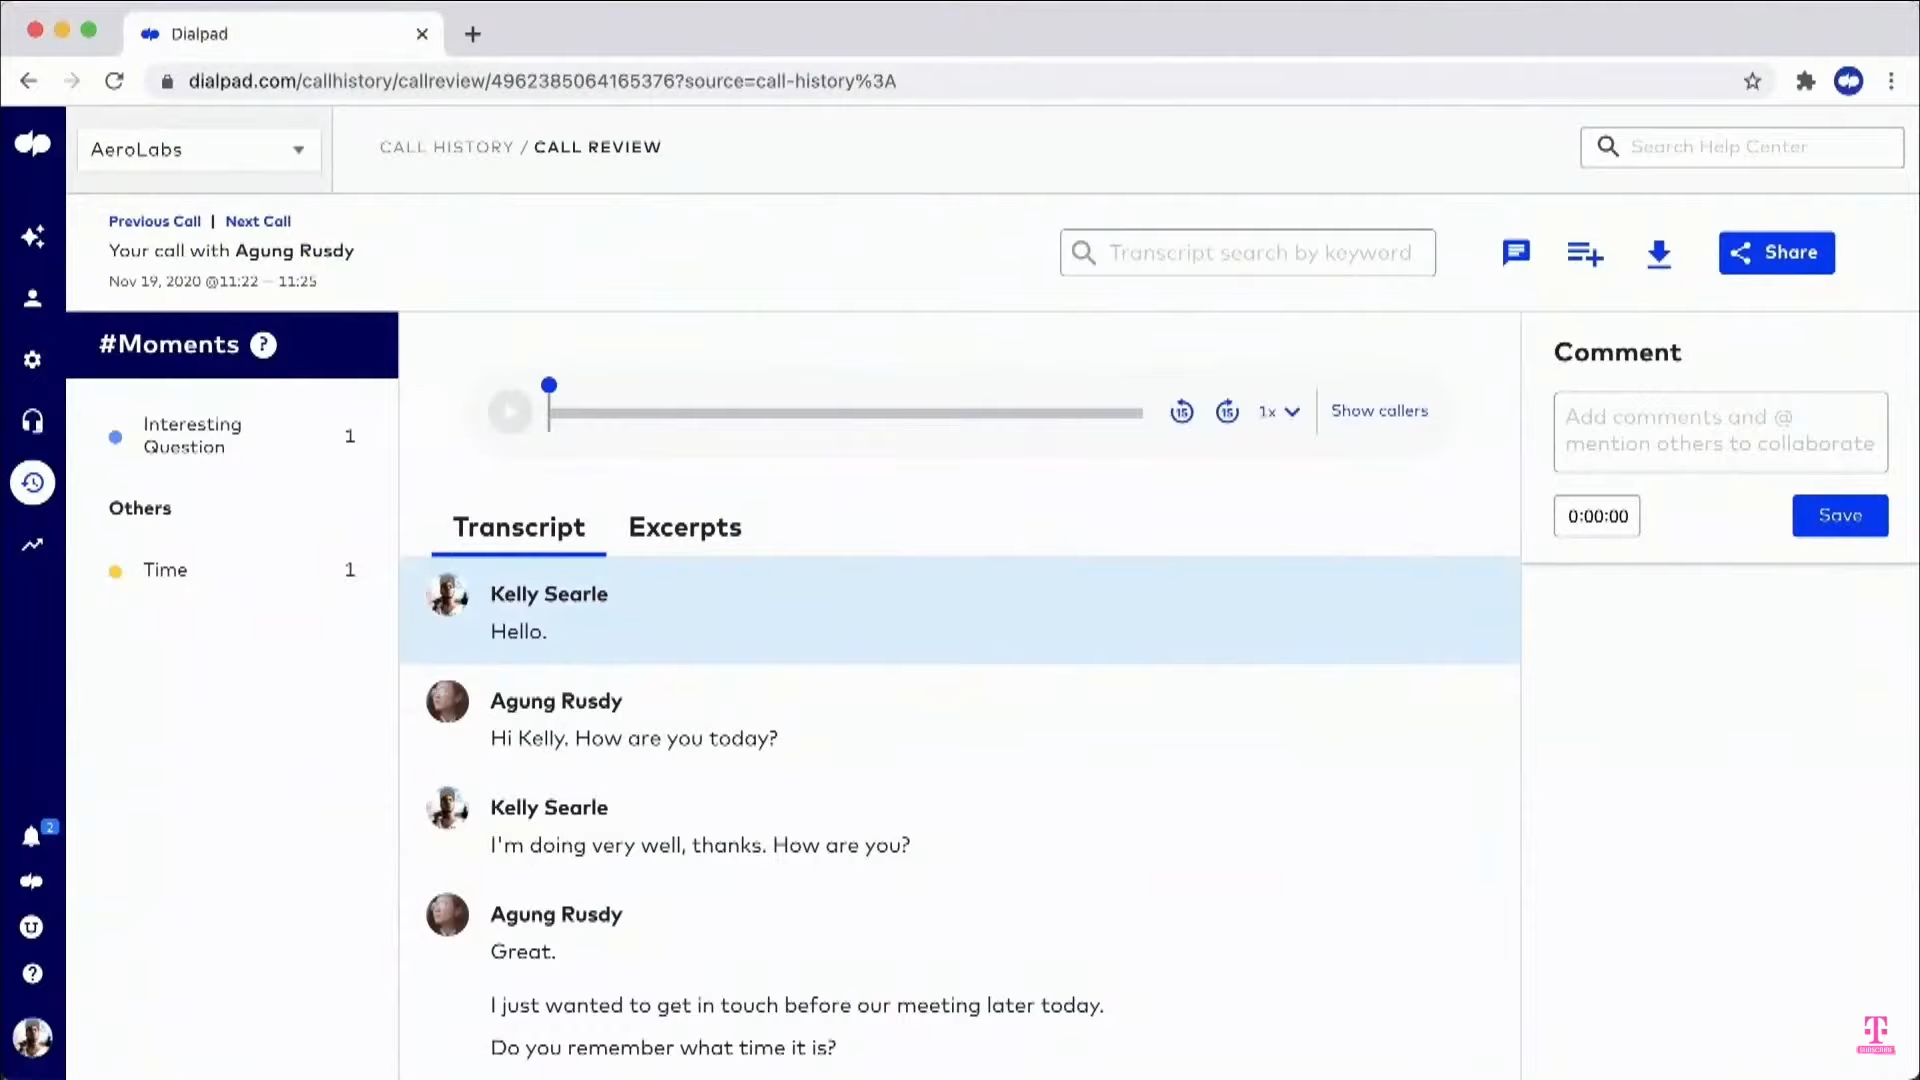 Dialpad
dialpad.com/callhistory/callreview/4962385064165376?source=call-history%3A
AeroLabs
CALL HISTORY / CALL REVIEW
Search Help Center
Previous Call | Next Call
Your call with Agung Rusdy
Nov 19, 2020 @11:22 – 11:25
Transcript search by keyword
Share
#Moments ?
Interesting
Question
1
Others
Time
1
15
15
1x
Show callers
Comment
Add comments and @
mention others to collaborate
0:00:00
Save
Transcript
Excerpts
Kelly Searle
Hello.
Agung Rusdy
Hi Kelly. How are you today?
Kelly Searle
I'm doing very well, thanks. How are you?
Agung Rusdy
Great.
I just wanted to get in touch before our meeting later today.
Do you remember what time it is?
2
T
SUBSCRIBE